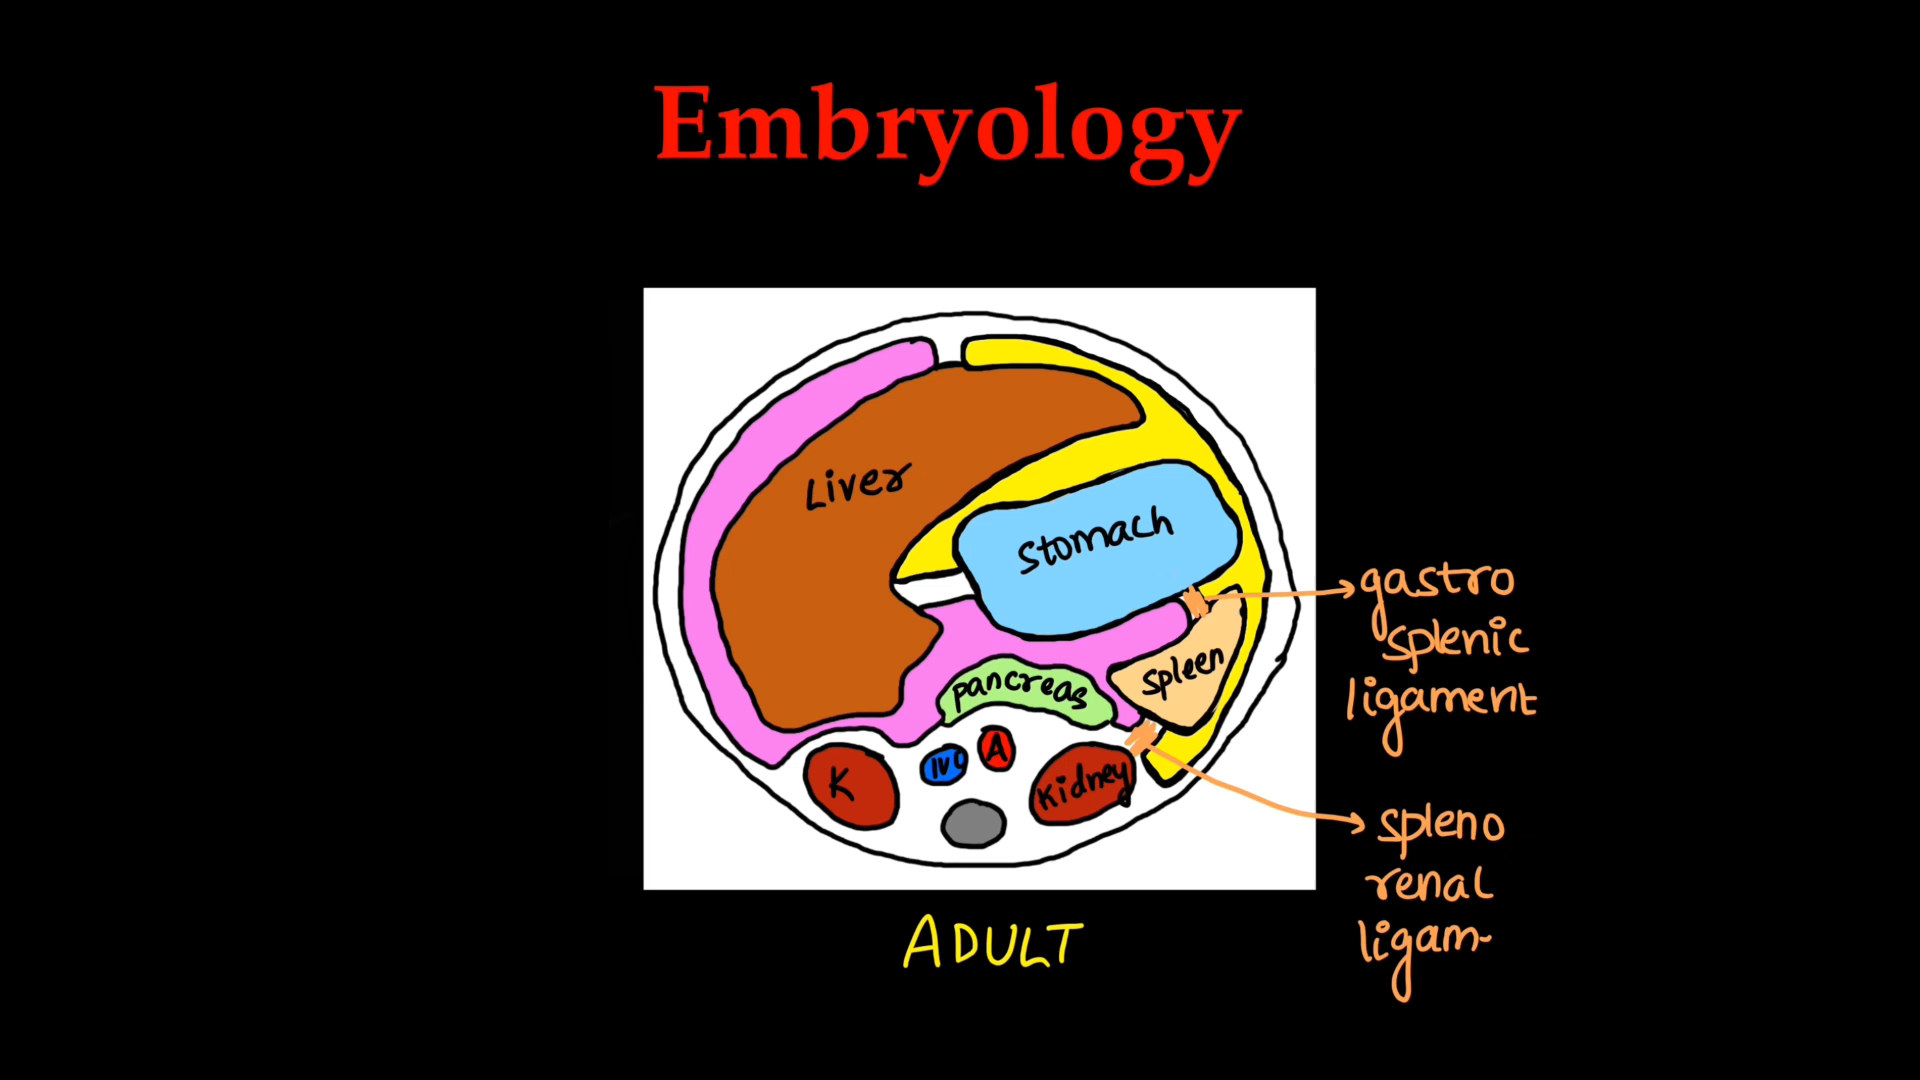 Embryology
Liver
Stomach
Spleen
pancreas
K
IVC
A
Kidney
ADULT
gastro
splenic
ligament
spleno
renal
ligam